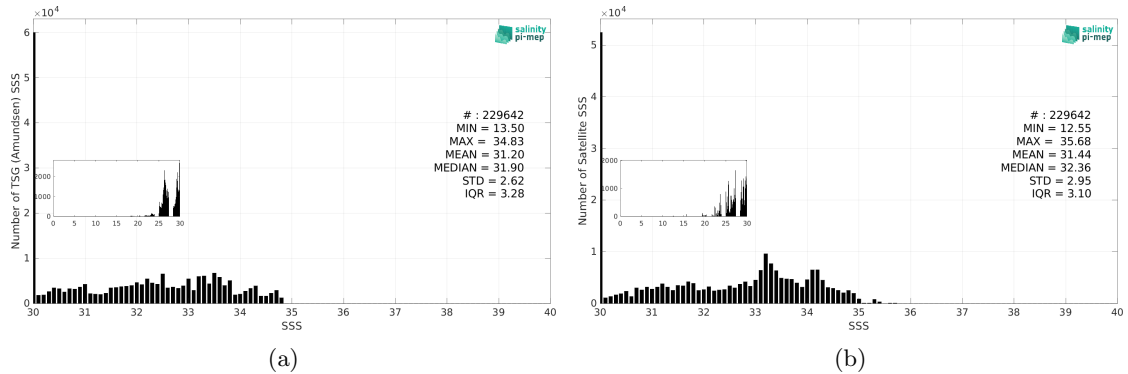 ×10⁴
6
5
4
3
2
1
0
Number of TSG (Amundsen) SSS
salinity
pi-mep
# : 229642
MIN = 13.50
MAX = 34.83
MEAN = 31.20
MEDIAN = 31.90
STD = 2.62
IQR = 3.28
2000
1000
0
0 5 10 15 20 25 30
30 31 32 33 34 35 36 37 38 39 40
SSS
(a)
×10⁴
5
4
3
2
1
0
Number of Satellite SSS
salinity
pi-mep
# : 229642
MIN = 12.55
MAX = 35.68
MEAN = 31.44
MEDIAN = 32.36
STD = 2.95
IQR = 3.10
2000
1000
0
0 5 10 15 20 25 30
30 31 32 33 34 35 36 37 38 39 40
SSS
(b)